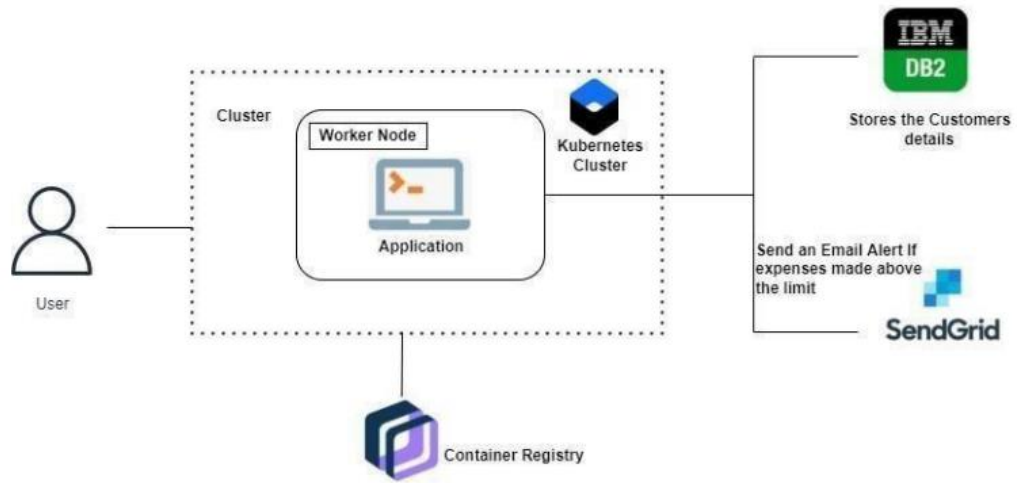 IBM
DB2
Stores the Customers
details
Cluster
Worker Node
Kubernetes
Cluster
Application
User
Send an Email Alert If
expenses made above
the limit
SendGrid
Container Registry